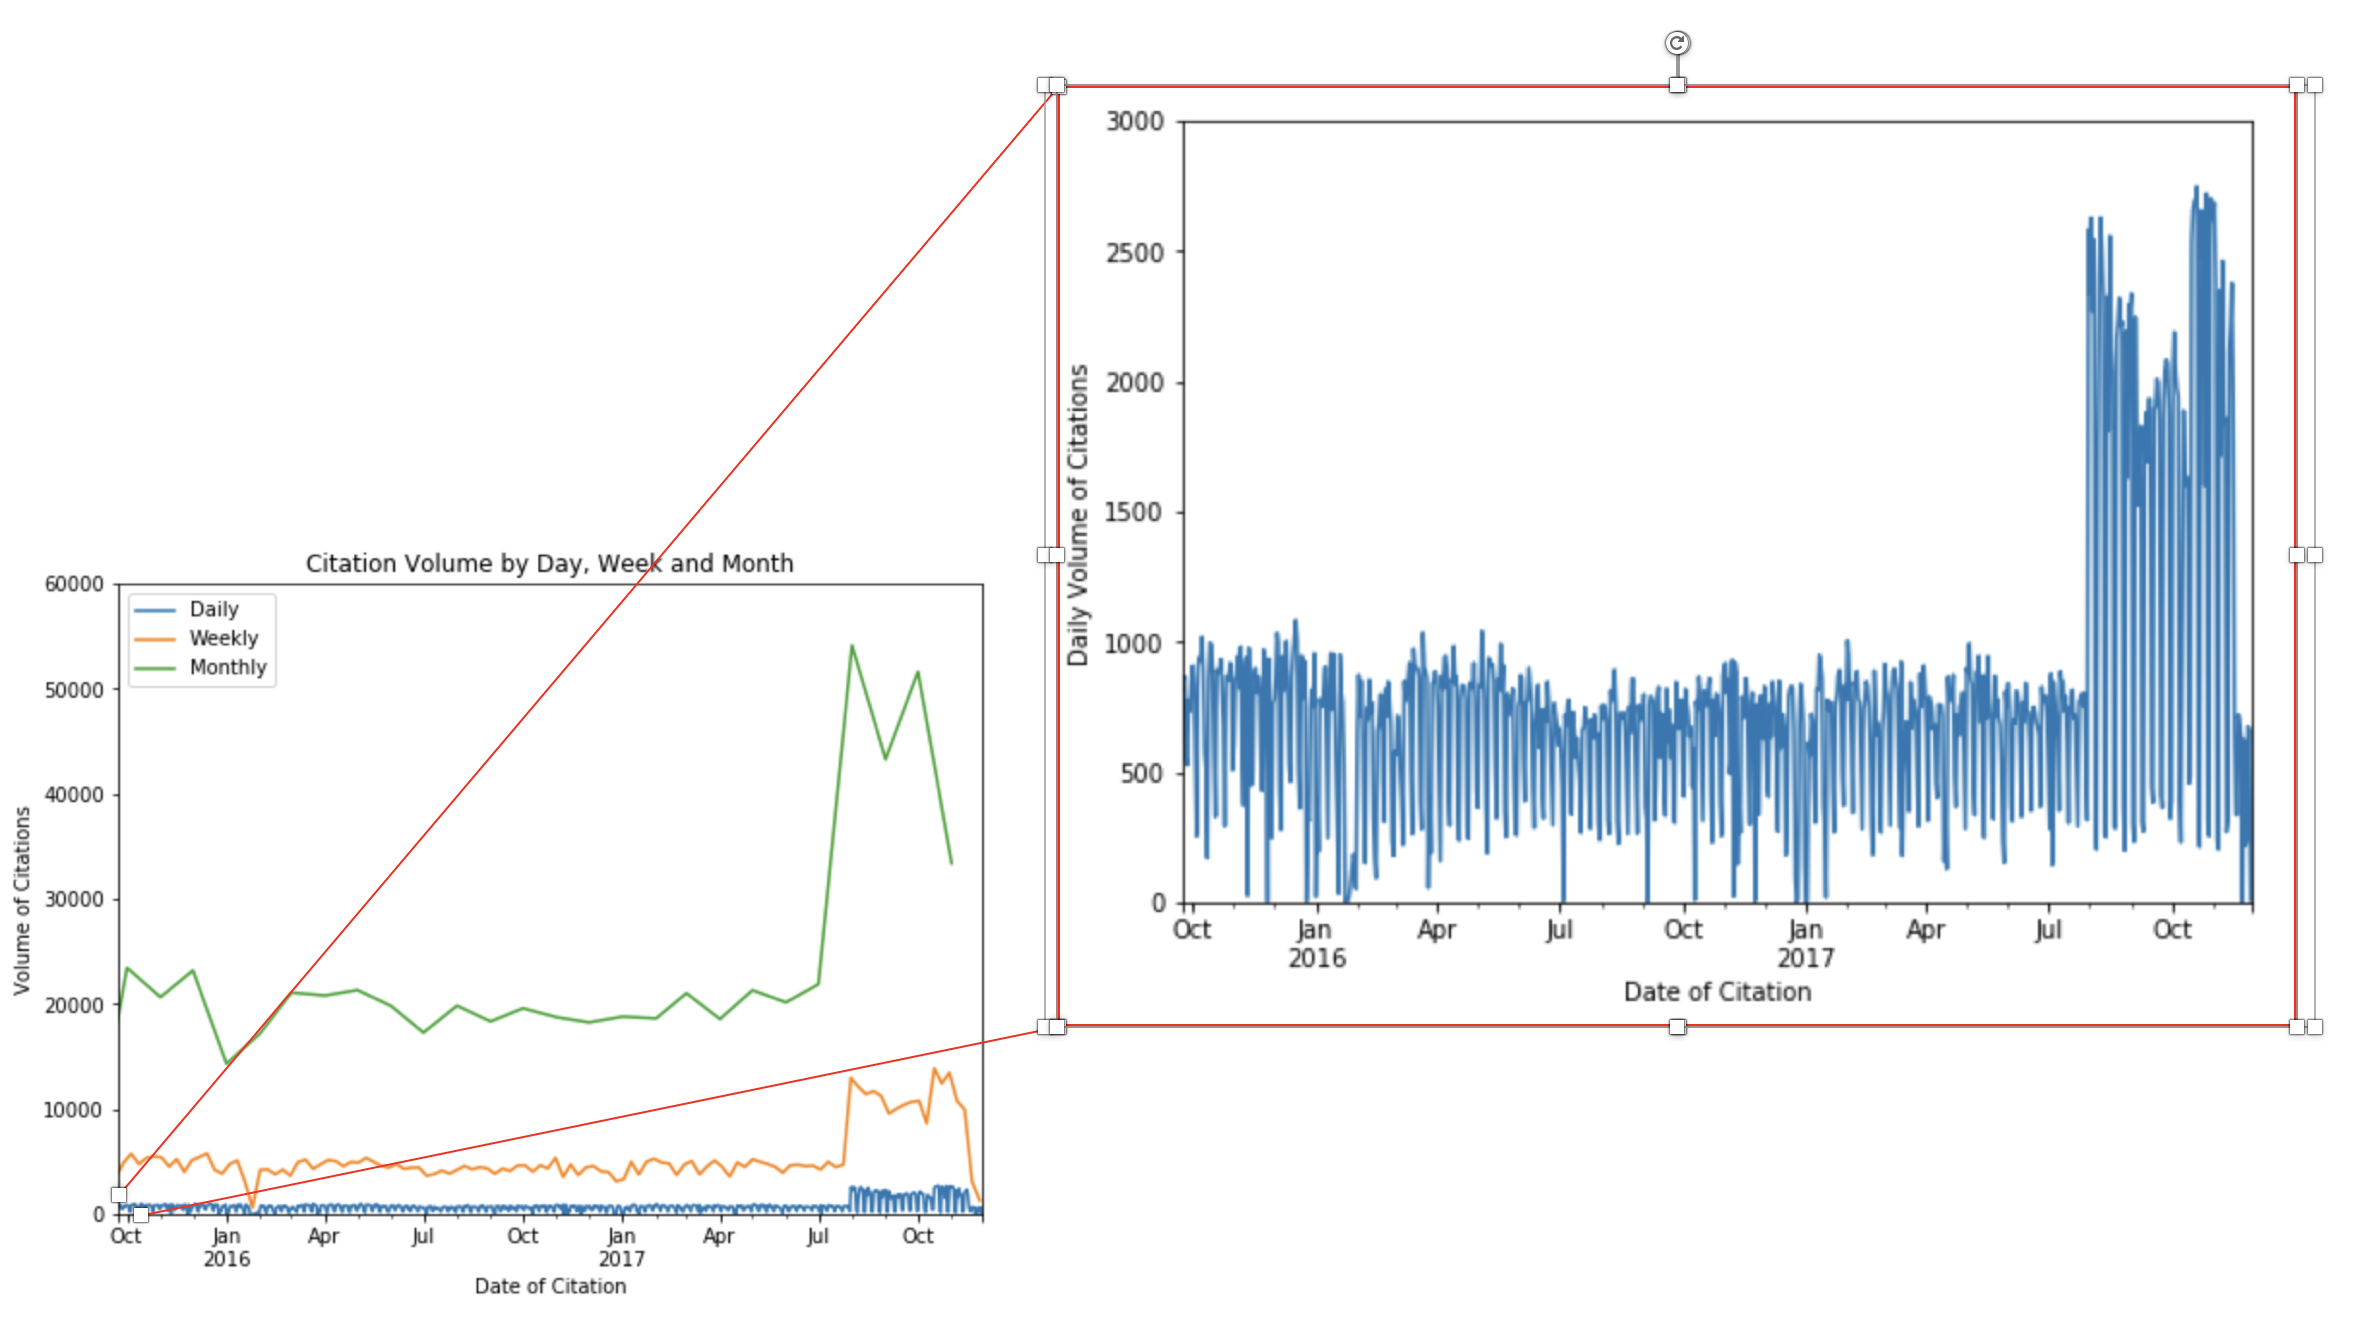 Citation Volume by Day, Week and Month
60000
50000
40000
30000
20000
10000
0
Volume of Citations
Daily
Weekly
Monthly
Oct Jan Apr Jul Oct Jan Apr Jul Oct
2016 2017
Date of Citation
3000
2500
2000
1500
1000
500
0
Daily Volume of Citations
Oct Jan Apr Jul Oct Jan Apr Jul Oct
2016 2017
Date of Citation